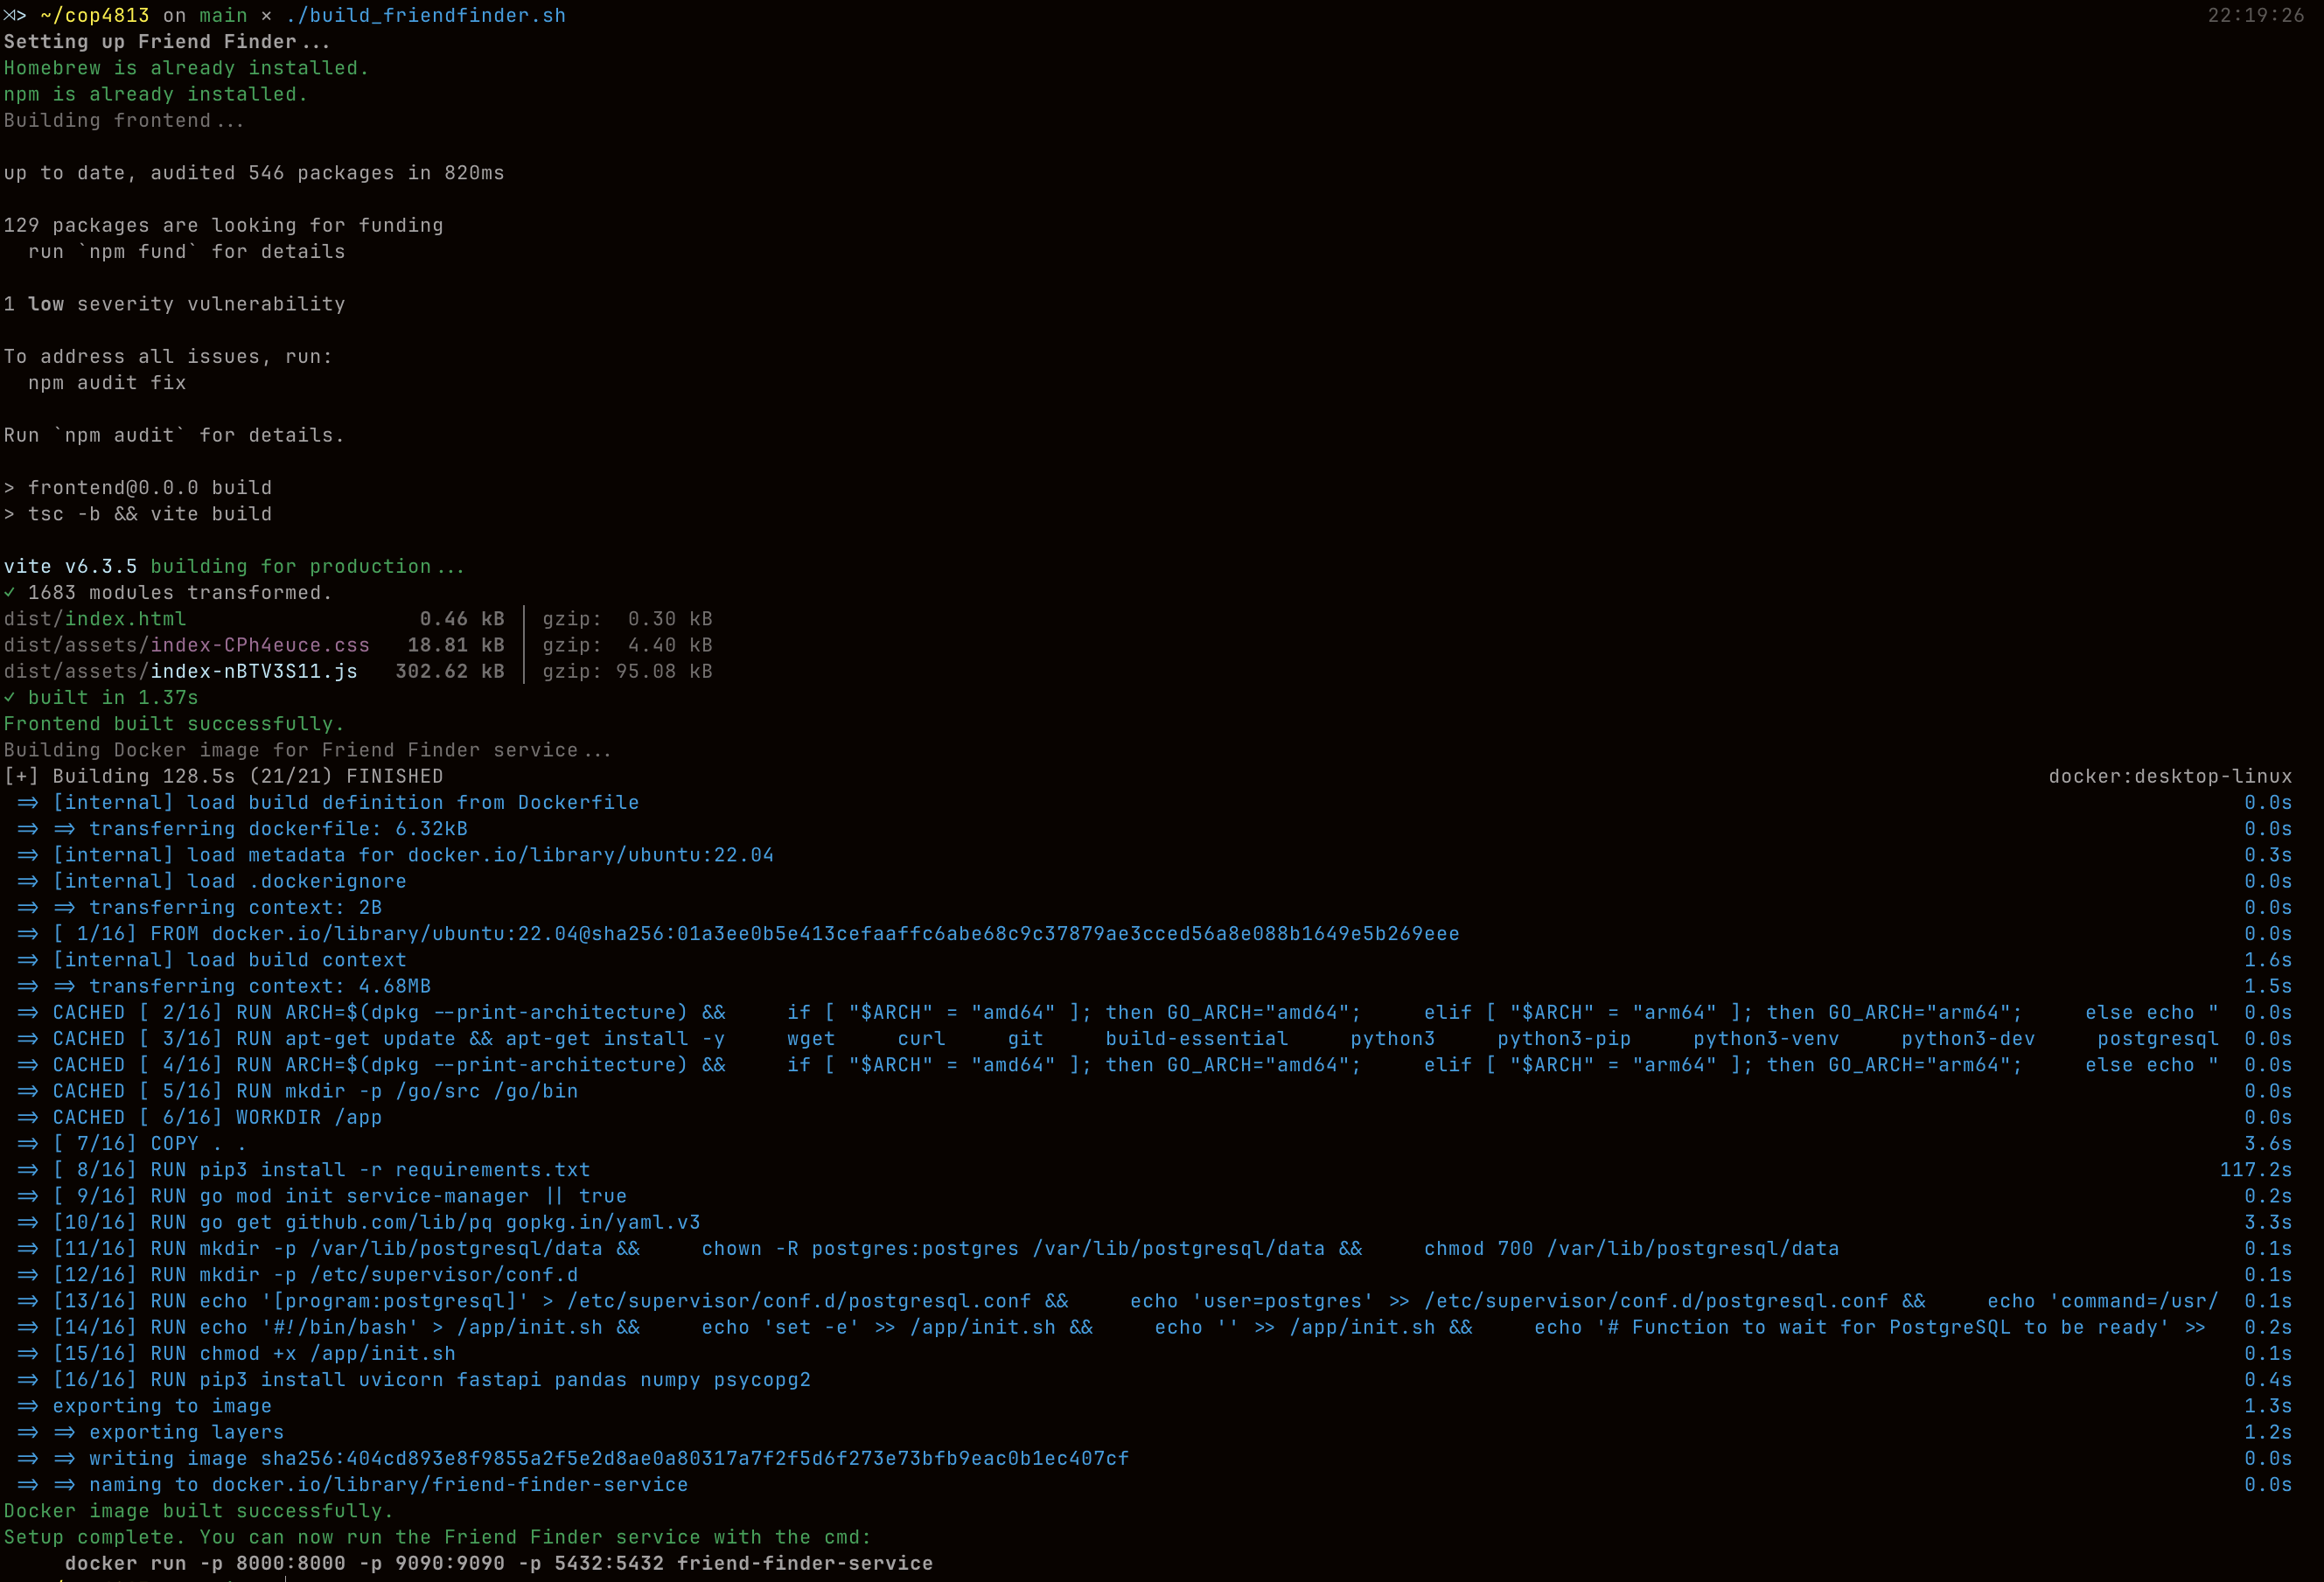 ⋊> ~/cop4813 on main × ./build_friendfinder.sh 22:19:26
Setting up Friend Finder...
Homebrew is already installed.
npm is already installed.
Building frontend...
up to date, audited 546 packages in 820ms
129 packages are looking for funding
run `npm fund` for details
1 low severity vulnerability
To address all issues, run:
npm audit fix
Run `npm audit` for details.
> frontend@0.0.0 build
> tsc -b && vite build
vite v6.3.5 building for production...
✓ 1683 modules transformed.
dist/index.html 0.46 kB │ gzip: 0.30 kB
dist/assets/index-CPh4euce.css 18.81 kB │ gzip: 4.40 kB
dist/assets/index-nBTV3S11.js 302.62 kB │ gzip: 95.08 kB
✓ built in 1.37s
Frontend built successfully.
Building Docker image for Friend Finder service...
[+] Building 128.5s (21/21) FINISHED docker:desktop-linux
=> [internal] load build definition from Dockerfile 0.0s
=> => transferring dockerfile: 6.32kB 0.0s
=> [internal] load metadata for docker.io/library/ubuntu:22.04 0.3s
=> [internal] load .dockerignore 0.0s
=> => transferring context: 2B 0.0s
=> [ 1/16] FROM docker.io/library/ubuntu:22.04@sha256:01a3ee0b5e413cefaaffc6abe68c9c37879ae3cced56a8e088b1649e5b269eee 0.0s
=> [internal] load build context 1.6s
=> => transferring context: 4.68MB 1.5s
=> CACHED [ 2/16] RUN ARCH=$(dpkg --print-architecture) && if [ "$ARCH" = "amd64" ]; then GO_ARCH="amd64"; elif [ "$ARCH" = "arm64" ]; then GO_ARCH="arm64"; else echo " 0.0s
=> CACHED [ 3/16] RUN apt-get update && apt-get install -y wget curl git build-essential python3 python3-pip python3-venv python3-dev postgresql 0.0s
=> CACHED [ 4/16] RUN ARCH=$(dpkg --print-architecture) && if [ "$ARCH" = "amd64" ]; then GO_ARCH="amd64"; elif [ "$ARCH" = "arm64" ]; then GO_ARCH="arm64"; else echo " 0.0s
=> CACHED [ 5/16] RUN mkdir -p /go/src /go/bin 0.0s
=> CACHED [ 6/16] WORKDIR /app 0.0s
=> [ 7/16] COPY . . 3.6s
=> [ 8/16] RUN pip3 install -r requirements.txt 117.2s
=> [ 9/16] RUN go mod init service-manager || true 0.2s
=> [10/16] RUN go get github.com/lib/pq gopkg.in/yaml.v3 3.3s
=> [11/16] RUN mkdir -p /var/lib/postgresql/data && chown -R postgres:postgres /var/lib/postgresql/data && chmod 700 /var/lib/postgresql/data 0.1s
=> [12/16] RUN mkdir -p /etc/supervisor/conf.d 0.1s
=> [13/16] RUN echo '[program:postgresql]' > /etc/supervisor/conf.d/postgresql.conf && echo 'user=postgres' >> /etc/supervisor/conf.d/postgresql.conf && echo 'command=/usr/ 0.1s
=> [14/16] RUN echo '#!/bin/bash' > /app/init.sh && echo 'set -e' >> /app/init.sh && echo '' >> /app/init.sh && echo '# Function to wait for PostgreSQL to be ready' >> 0.2s
=> [15/16] RUN chmod +x /app/init.sh 0.1s
=> [16/16] RUN pip3 install uvicorn fastapi pandas numpy psycopg2 0.4s
=> exporting to image 1.3s
=> => exporting layers 1.2s
=> => writing image sha256:404cd893e8f9855a2f5e2d8ae0a80317a7f2f5d6f273e73bfb9eac0b1ec407cf 0.0s
=> => naming to docker.io/library/friend-finder-service 0.0s
Docker image built successfully.
Setup complete. You can now run the Friend Finder service with the cmd:
docker run -p 8000:8000 -p 9090:9090 -p 5432:5432 friend-finder-service